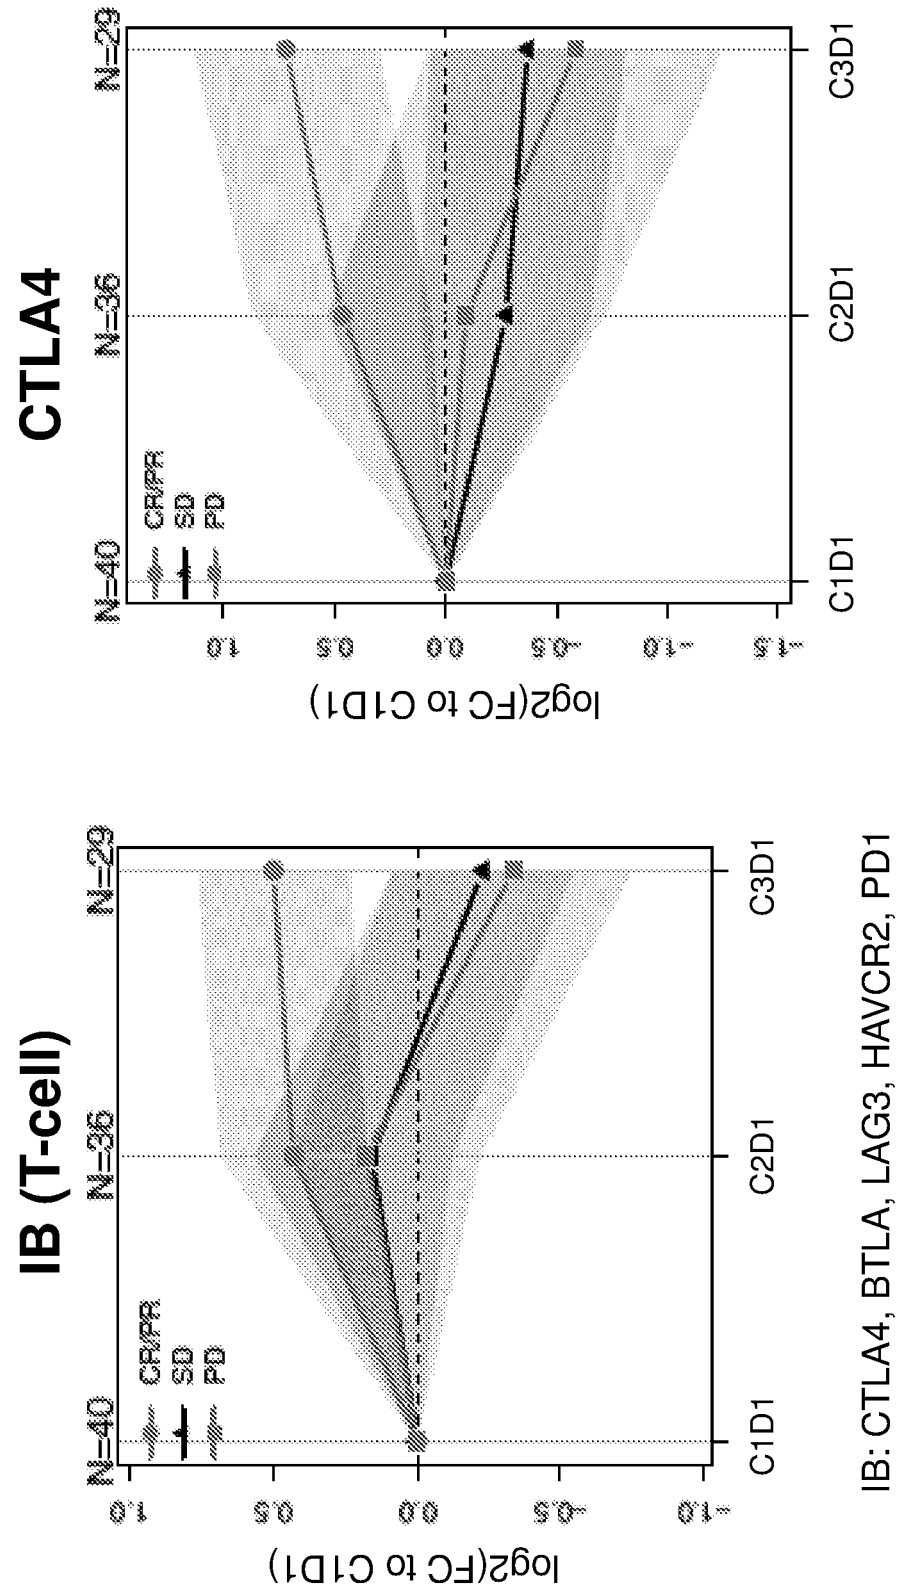 IB (T-cell)
N=40
N=36
N=29
CR/PR
SD
PD
1.0
0.5
0.0
-0.5
-1.0
log2(FC to C1D1)
C1D1
C2D1
C3D1
CTLA4
N=40
N=36
N=29
CR/PR
SD
PD
1.0
0.5
0.0
-0.5
-1.0
-1.5
log2(FC to C1D1)
C1D1
C2D1
C3D1
IB: CTLA4, BTLA, LAG3, HAVCR2, PD1